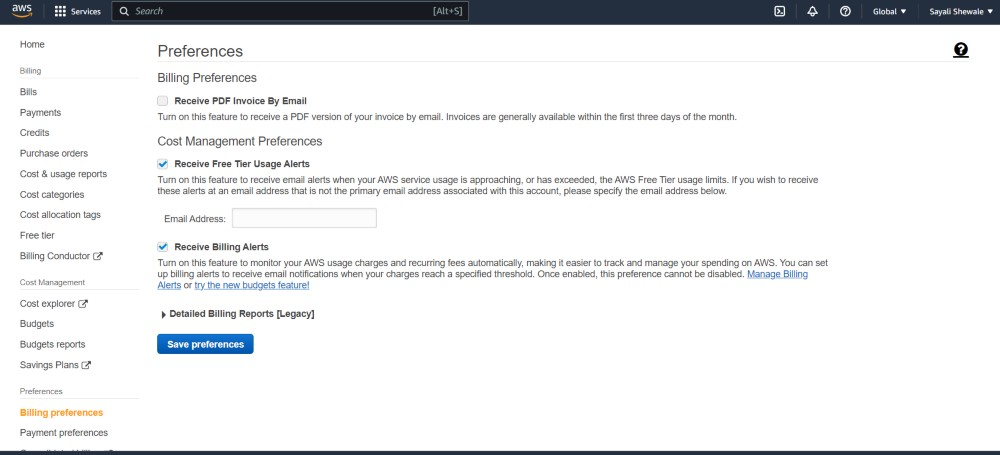 aws
Services
Search
[Alt+S]
Global
Sayali Shewale
Home
Billing
Bills
Payments
Credits
Purchase orders
Cost & usage reports
Cost categories
Cost allocation tags
Free tier
Billing Conductor
Cost Management
Cost explorer
Budgets
Budgets reports
Savings Plans
Preferences
Billing preferences
Payment preferences
Preferences
Billing Preferences
Receive PDF Invoice By Email
Turn on this feature to receive a PDF version of your invoice by email. Invoices are generally available within the first three days of the month.
Cost Management Preferences
Receive Free Tier Usage Alerts
Turn on this feature to receive email alerts when your AWS service usage is approaching, or has exceeded, the AWS Free Tier usage limits. If you wish to receive
these alerts at an email address that is not the primary email address associated with this account, please specify the email address below.
Email Address:
Receive Billing Alerts
Turn on this feature to monitor your AWS usage charges and recurring fees automatically, making it easier to track and manage your spending on AWS. You can set
up billing alerts to receive email notifications when your charges reach a specified threshold. Once enabled, this preference cannot be disabled. Manage Billing
Alerts or try the new budgets feature!
Detailed Billing Reports [Legacy]
Save preferences